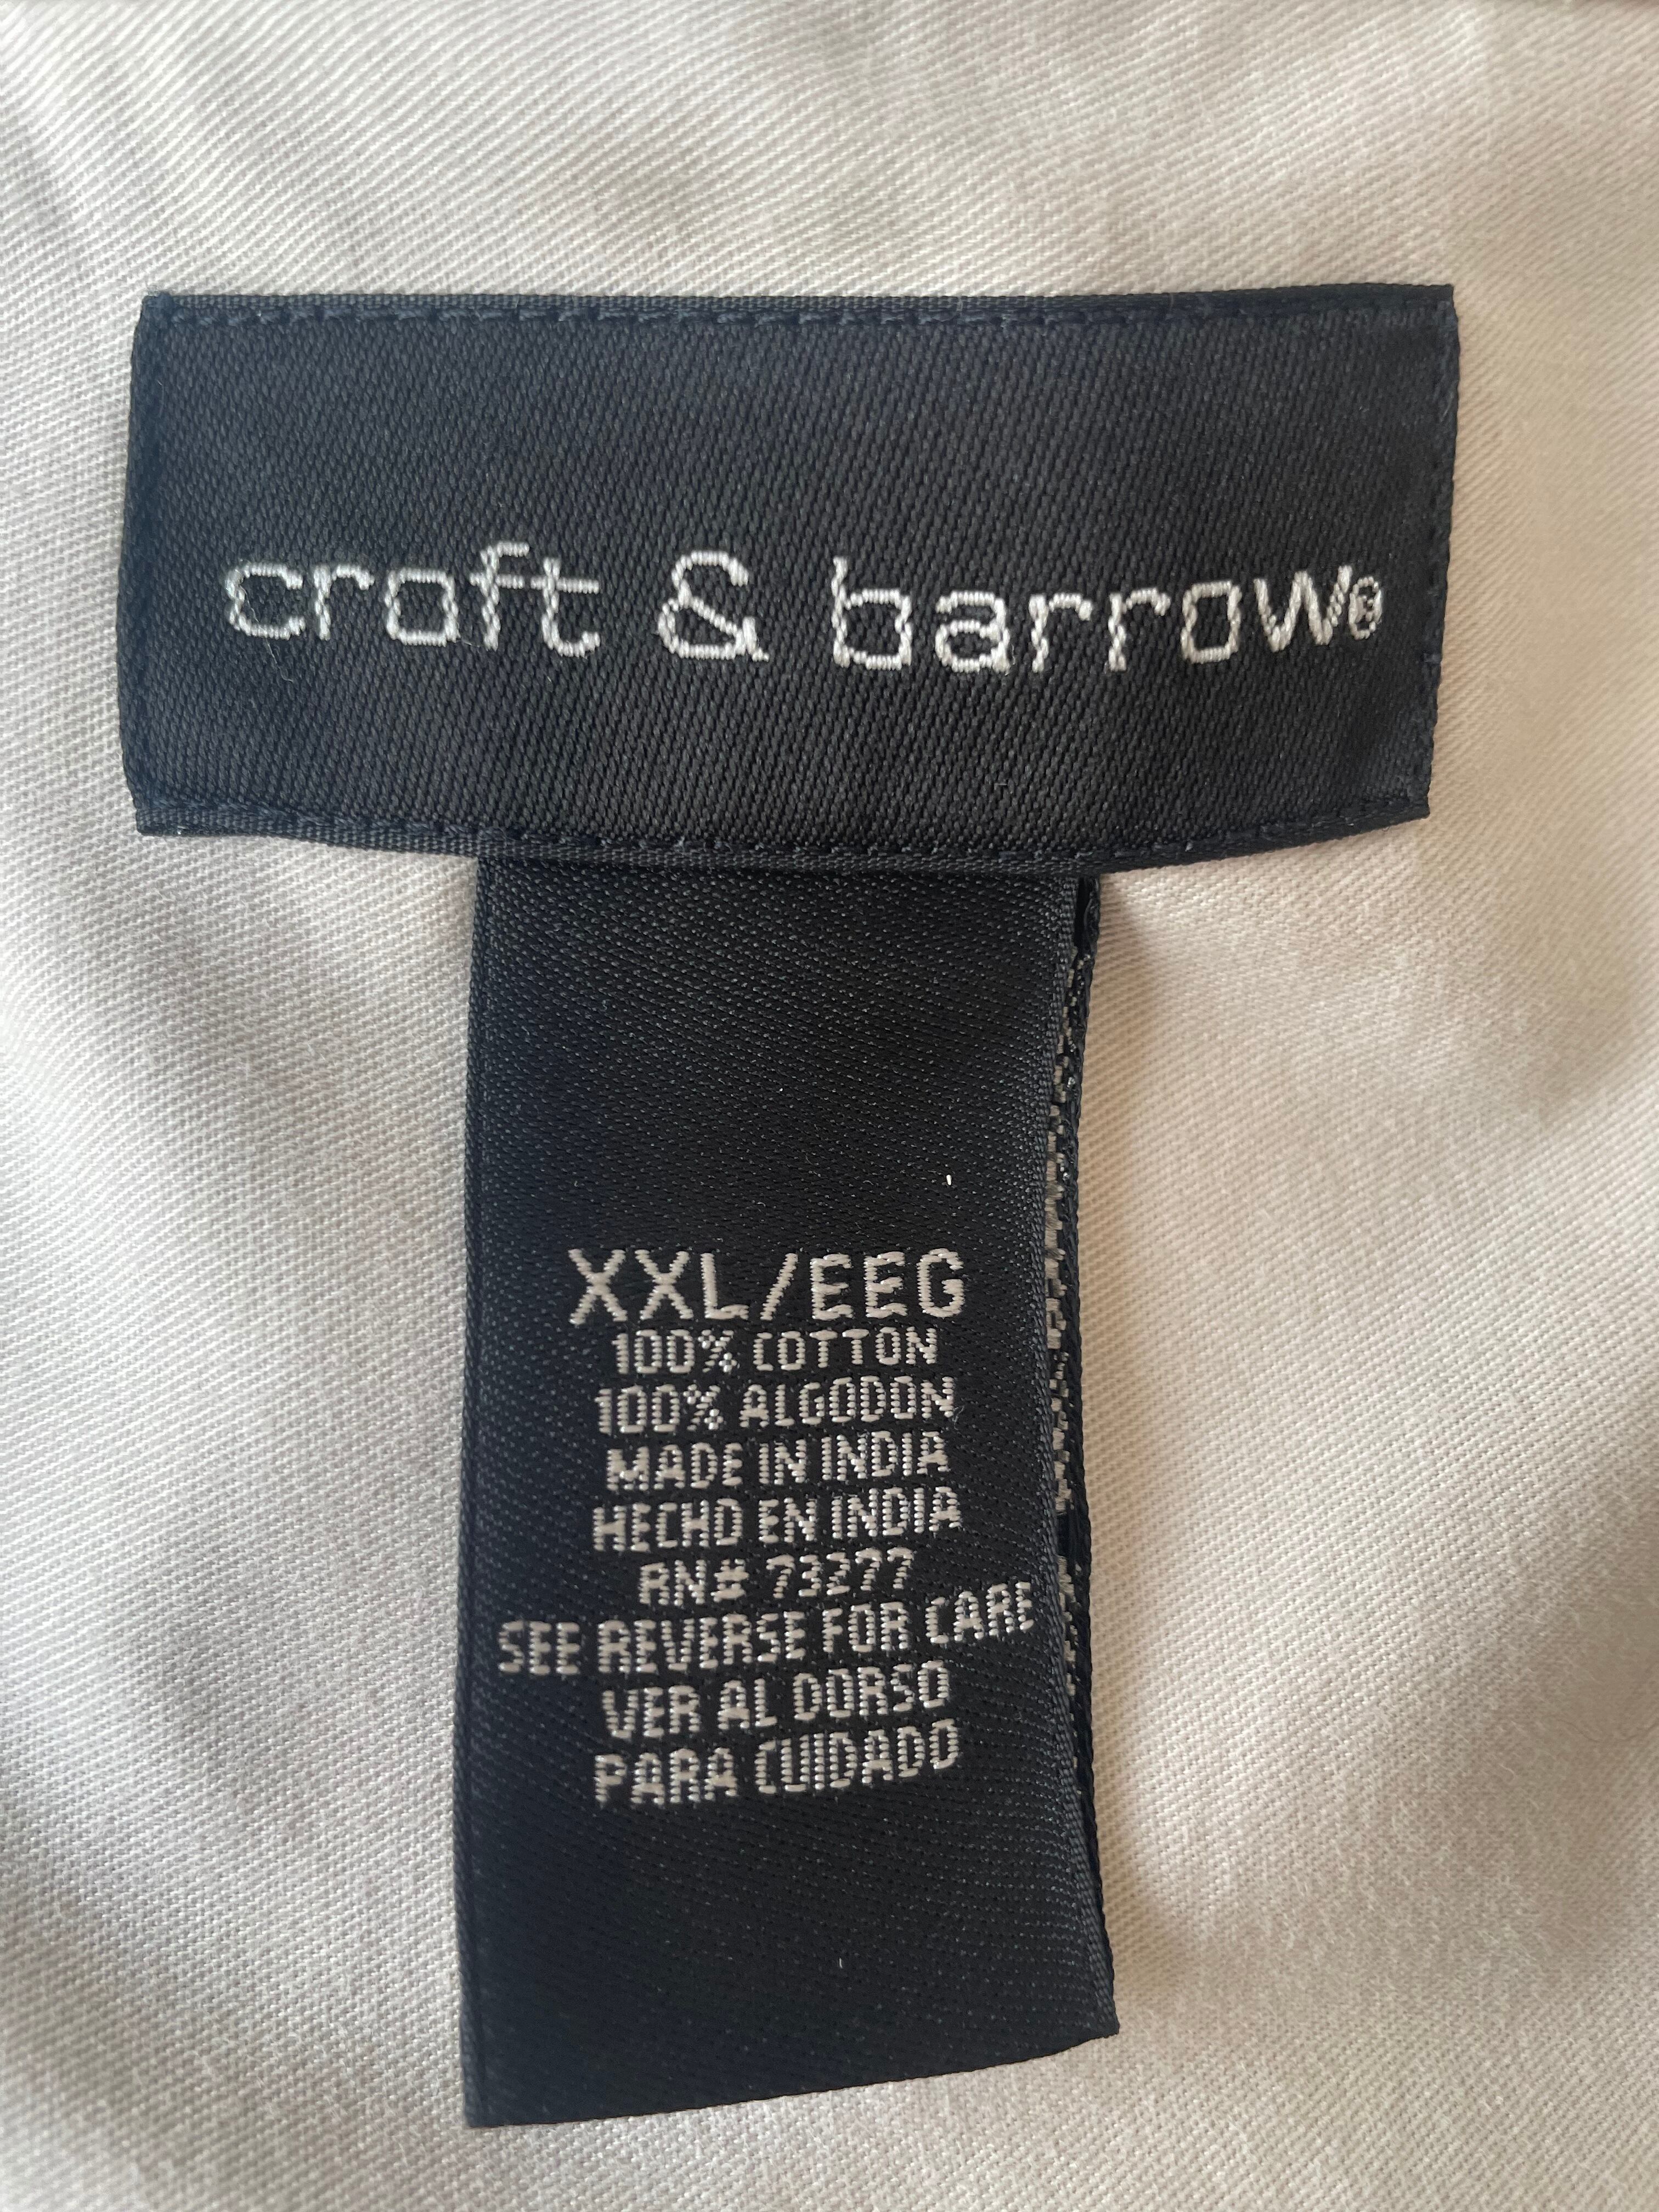 croft & barrow®
XXL/EEG
100% COTTON
100% ALGODON
MADE IN INDIA
HECHO EN INDIA
RN# 73277
SEE REVERSE FOR CARE
VER AL DORSO
PARA CUIDADO